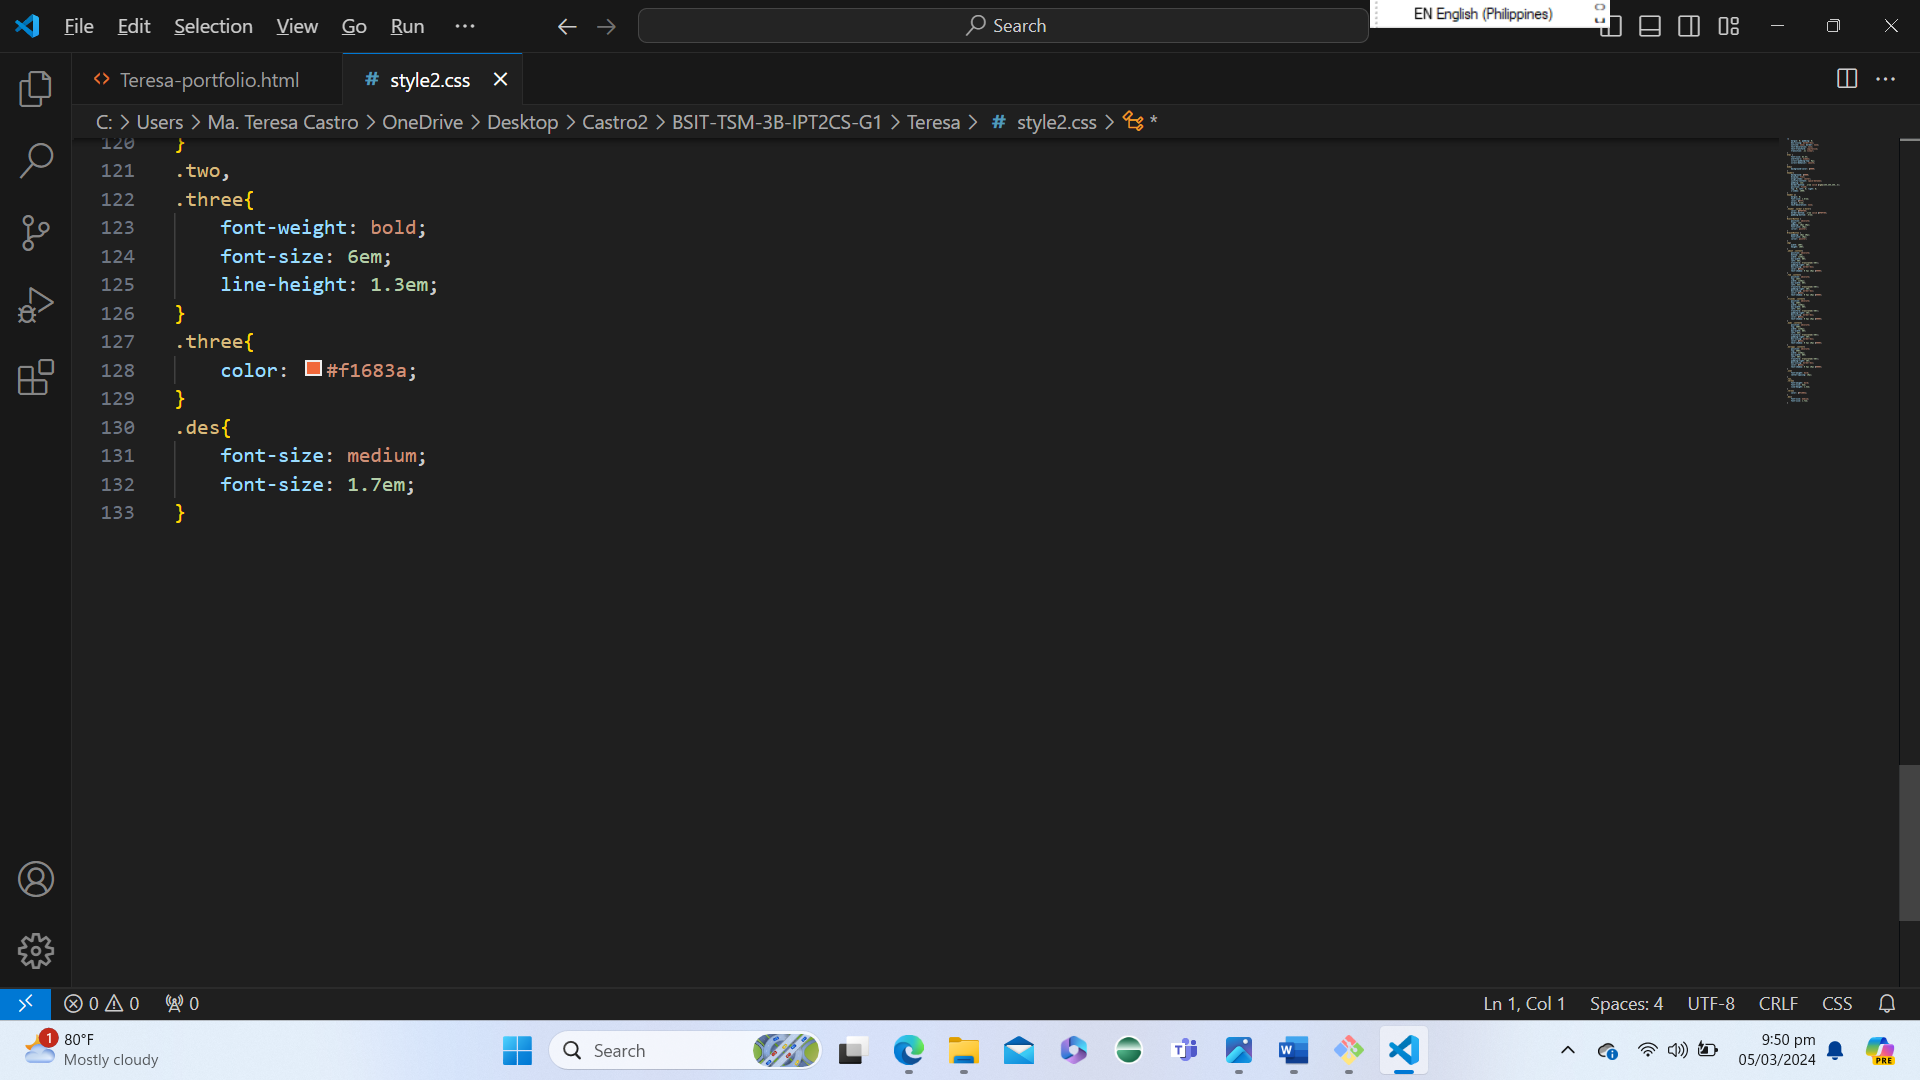 File Edit Selection View Go Run ··· Search EN English (Philippines)
Teresa-portfolio.html # style2.css
C: > Users > Ma. Teresa Castro > OneDrive > Desktop > Castro2 > BSIT-TSM-3B-IPT2CS-G1 > Teresa > # style2.css > *
120 }
121 .two,
122 .three{
123 font-weight: bold;
124 font-size: 6em;
125 line-height: 1.3em;
126 }
127 .three{
128 color: #f1683a;
129 }
130 .des{
131 font-size: medium;
132 font-size: 1.7em;
133 }
0 0 0 Ln 1, Col 1 Spaces: 4 UTF-8 CRLF CSS
1 80°F
Mostly cloudy
Search
9:50 pm
05/03/2024
PRE